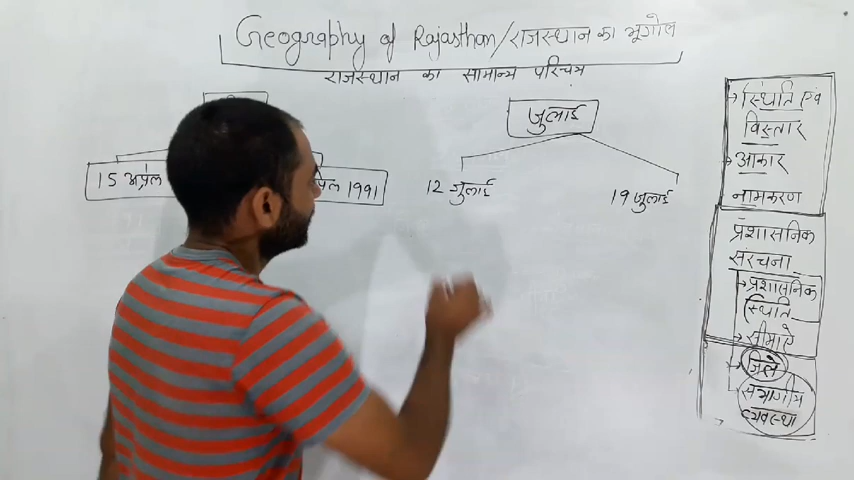 Geography of Rajasthan/राजस्थान का भूगोल
राजस्थान का सामान्य परिचय
जुलाई
15 अप्रैल
1991
12 जुलाई
19 जुलाई
→ स्थिति एवं
विस्तार
→ आकार
नामकरण
प्रशासनिक
संरचना
→ प्रशासनिक
स्थिति
→ सीमाएे
→ जिले
संभागीय
व्यवस्था